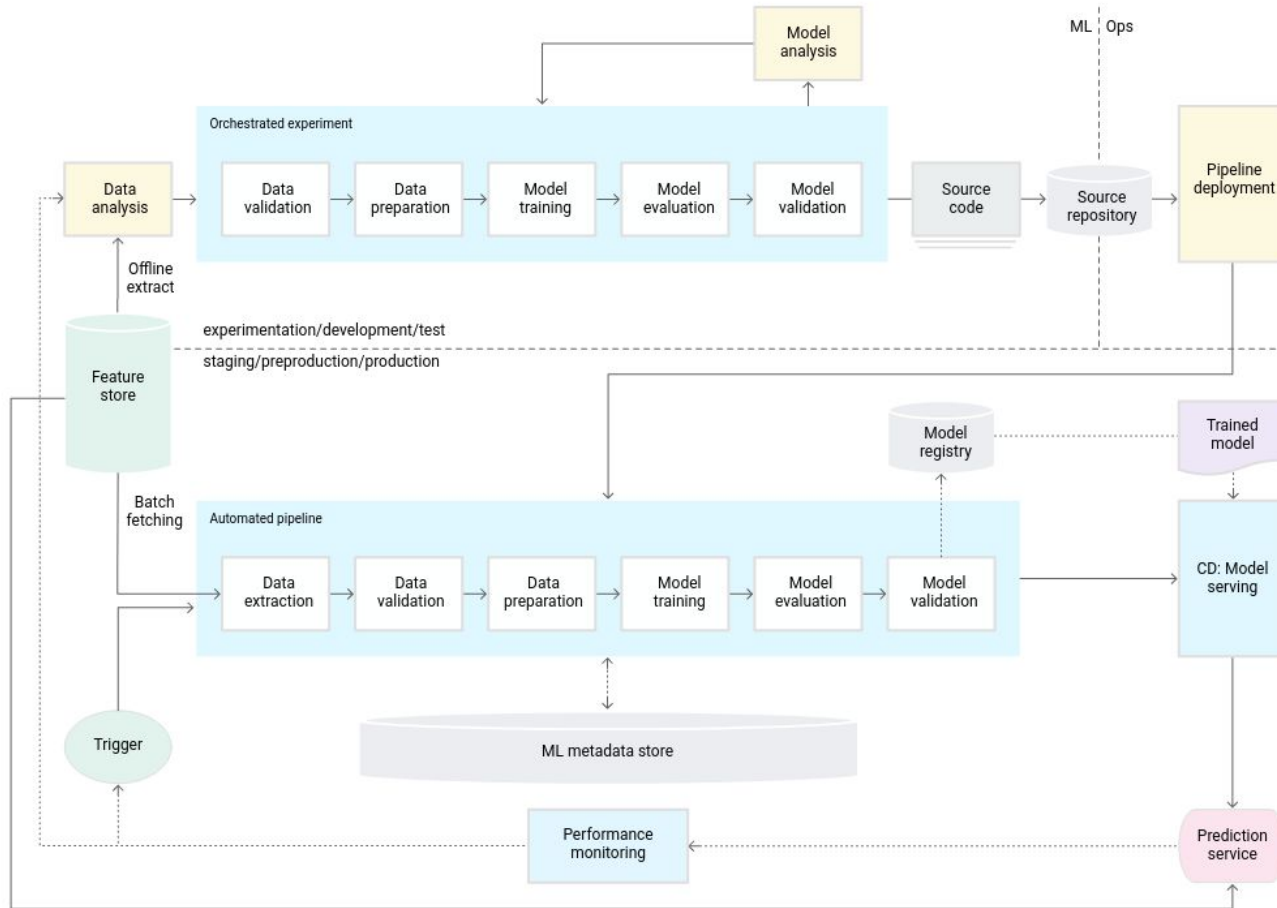 Model
analysis
ML
Ops
Orchestrated experiment
Data
analysis
Data
validation
Data
preparation
Model
training
Model
evaluation
Model
validation
Source
code
Source
repository
Pipeline
deployment
Offline
extract
experimentation/development/test
staging/preproduction/production
Feature
store
Model
registry
Trained
model
Batch
fetching
Automated pipeline
Data
extraction
Data
validation
Data
preparation
Model
training
Model
evaluation
Model
validation
CD: Model
serving
Trigger
ML metadata store
Performance
monitoring
Prediction
service